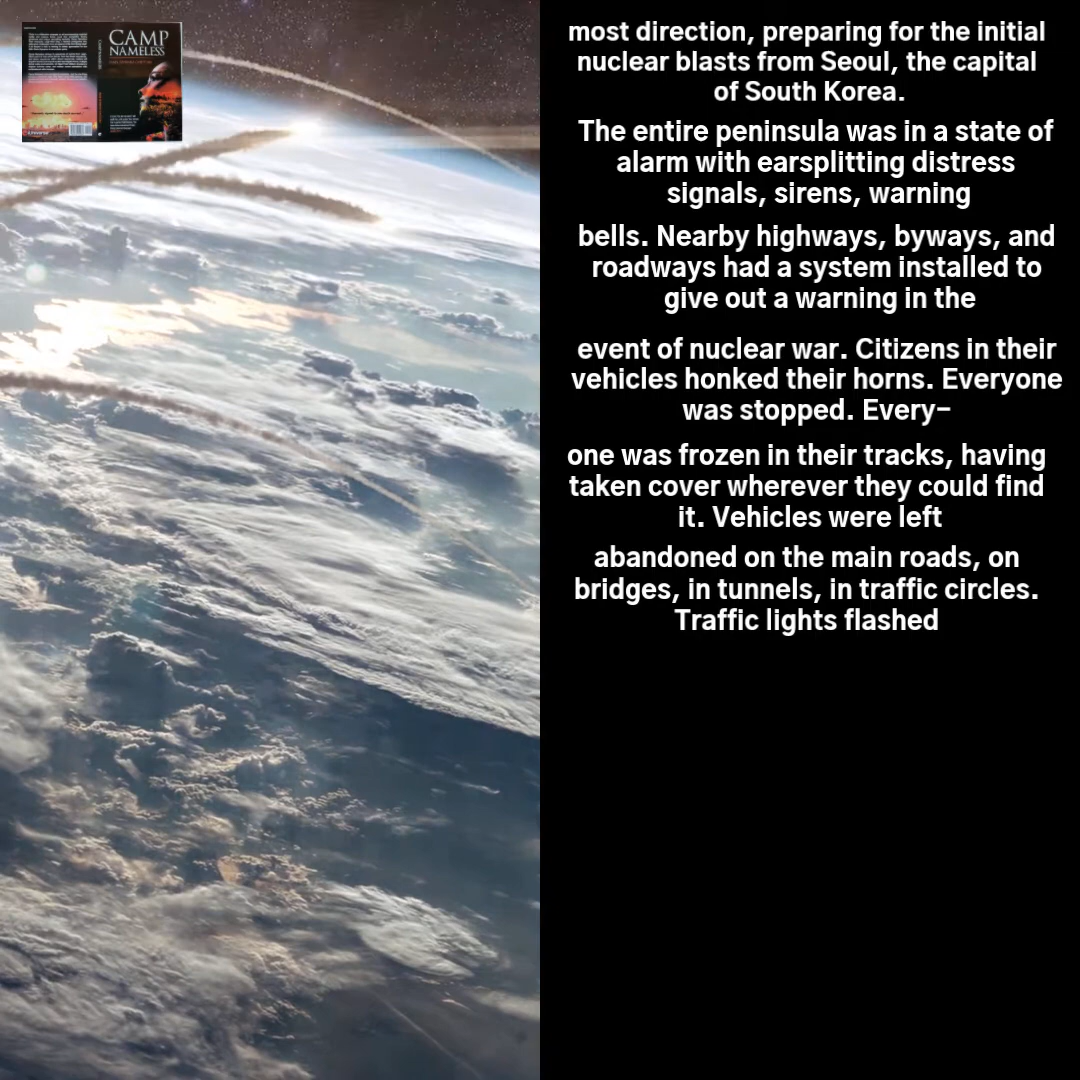 CAMP
NAMELESS
most direction, preparing for the initial
nuclear blasts from Seoul, the capital
of South Korea.
The entire peninsula was in a state of
alarm with earsplitting distress
signals, sirens, warning
bells. Nearby highways, byways, and
roadways had a system installed to
give out a warning in the
event of nuclear war. Citizens in their
vehicles honked their horns. Everyone
was stopped. Every-
one was frozen in their tracks, having
taken cover wherever they could find
it. Vehicles were left
abandoned on the main roads, on
bridges, in tunnels, in traffic circles.
Traffic lights flashed